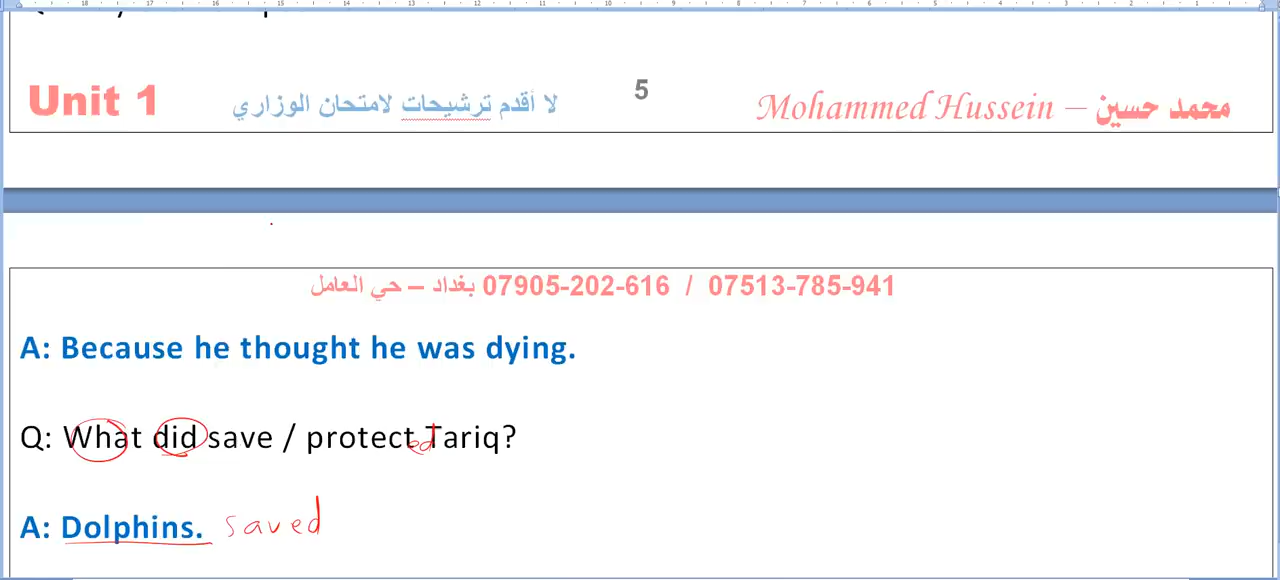 Unit 1 لا أقدم ترشيحات لامتحان الوزاري 5 Mohammed Hussein – محمد حسين
07905-202-616 / 07513-785-941 بغداد – حي العامل
A: Because he thought he was dying.
Q: What did save / protect ed Tariq?
A: Dolphins. saved